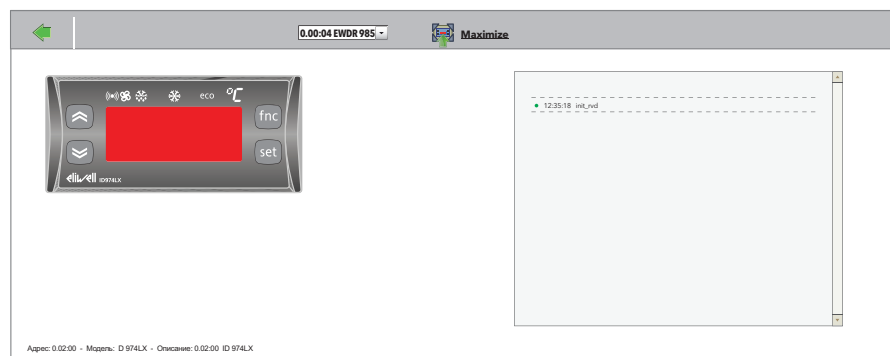 0.00:04 EWDR 985
Maximize
eco °C
fnc
set
eliwell ID974LX
12:35:18 init_rvd
Адрес: 0.02:00 - Модель: D 974LX - Описание: 0.02:00 ID 974LX